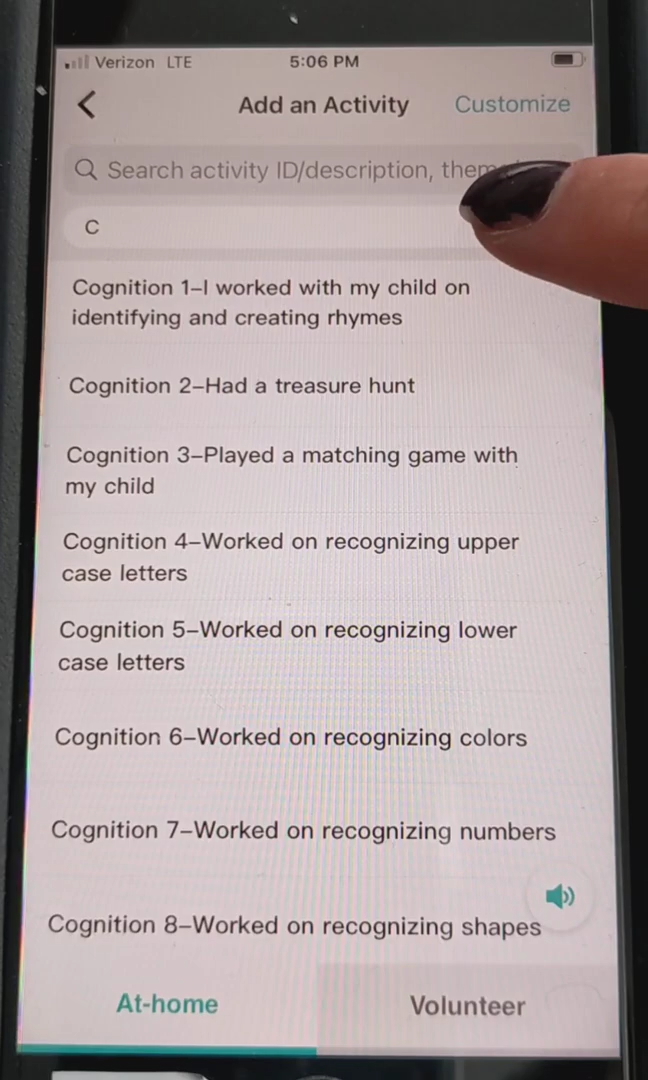 Verizon LTE 5:06 PM
Add an Activity Customize
Search activity ID/description,
C
Cognition 1–I worked with my child on
identifying and creating rhymes
Cognition 2–Had a treasure hunt
Cognition 3–Played a matching game with
my child
Cognition 4–Worked on recognizing upper
case letters
Cognition 5–Worked on recognizing lower
case letters
Cognition 6–Worked on recognizing colors
Cognition 7–Worked on recognizing numbers
Cognition 8–Worked on recognizing shapes
At-home Volunteer